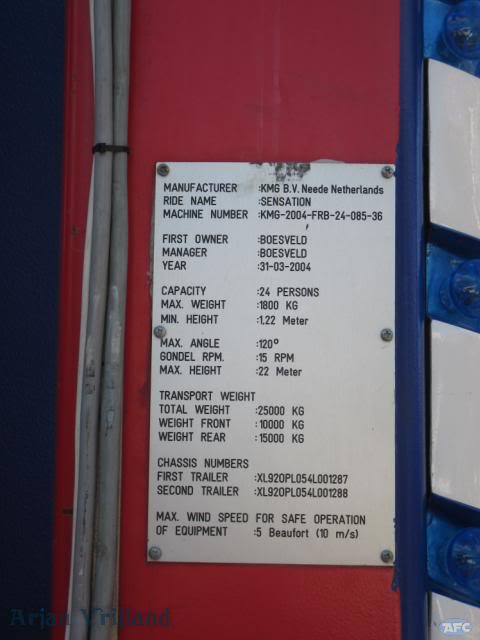 MANUFACTURER :KMG B.V. Neede Netherlands
RIDE NAME :SENSATION
MACHINE NUMBER :KMG-2004-FRB-24-085-36
FIRST OWNER :BOESVELD
MANAGER :BOESVELD
YEAR :31-03-2004
CAPACITY :24 PERSONS
MAX. WEIGHT :1800 KG
MIN. HEIGHT :1,22 Meter
MAX. ANGLE :120°
GONDEL RPM. :15 RPM
MAX. HEIGHT :22 Meter
TRANSPORT WEIGHT
TOTAL WEIGHT :25000 KG
WEIGHT FRONT :10000 KG
WEIGHT REAR :15000 KG
CHASSIS NUMBERS
FIRST TRAILER :XL920PL054L001287
SECOND TRAILER :XL920PL054L001288
MAX. WIND SPEED FOR SAFE OPERATION
OF EQUIPMENT :5 Beaufort (10 m/s)
Arjan Vrijland
AFC